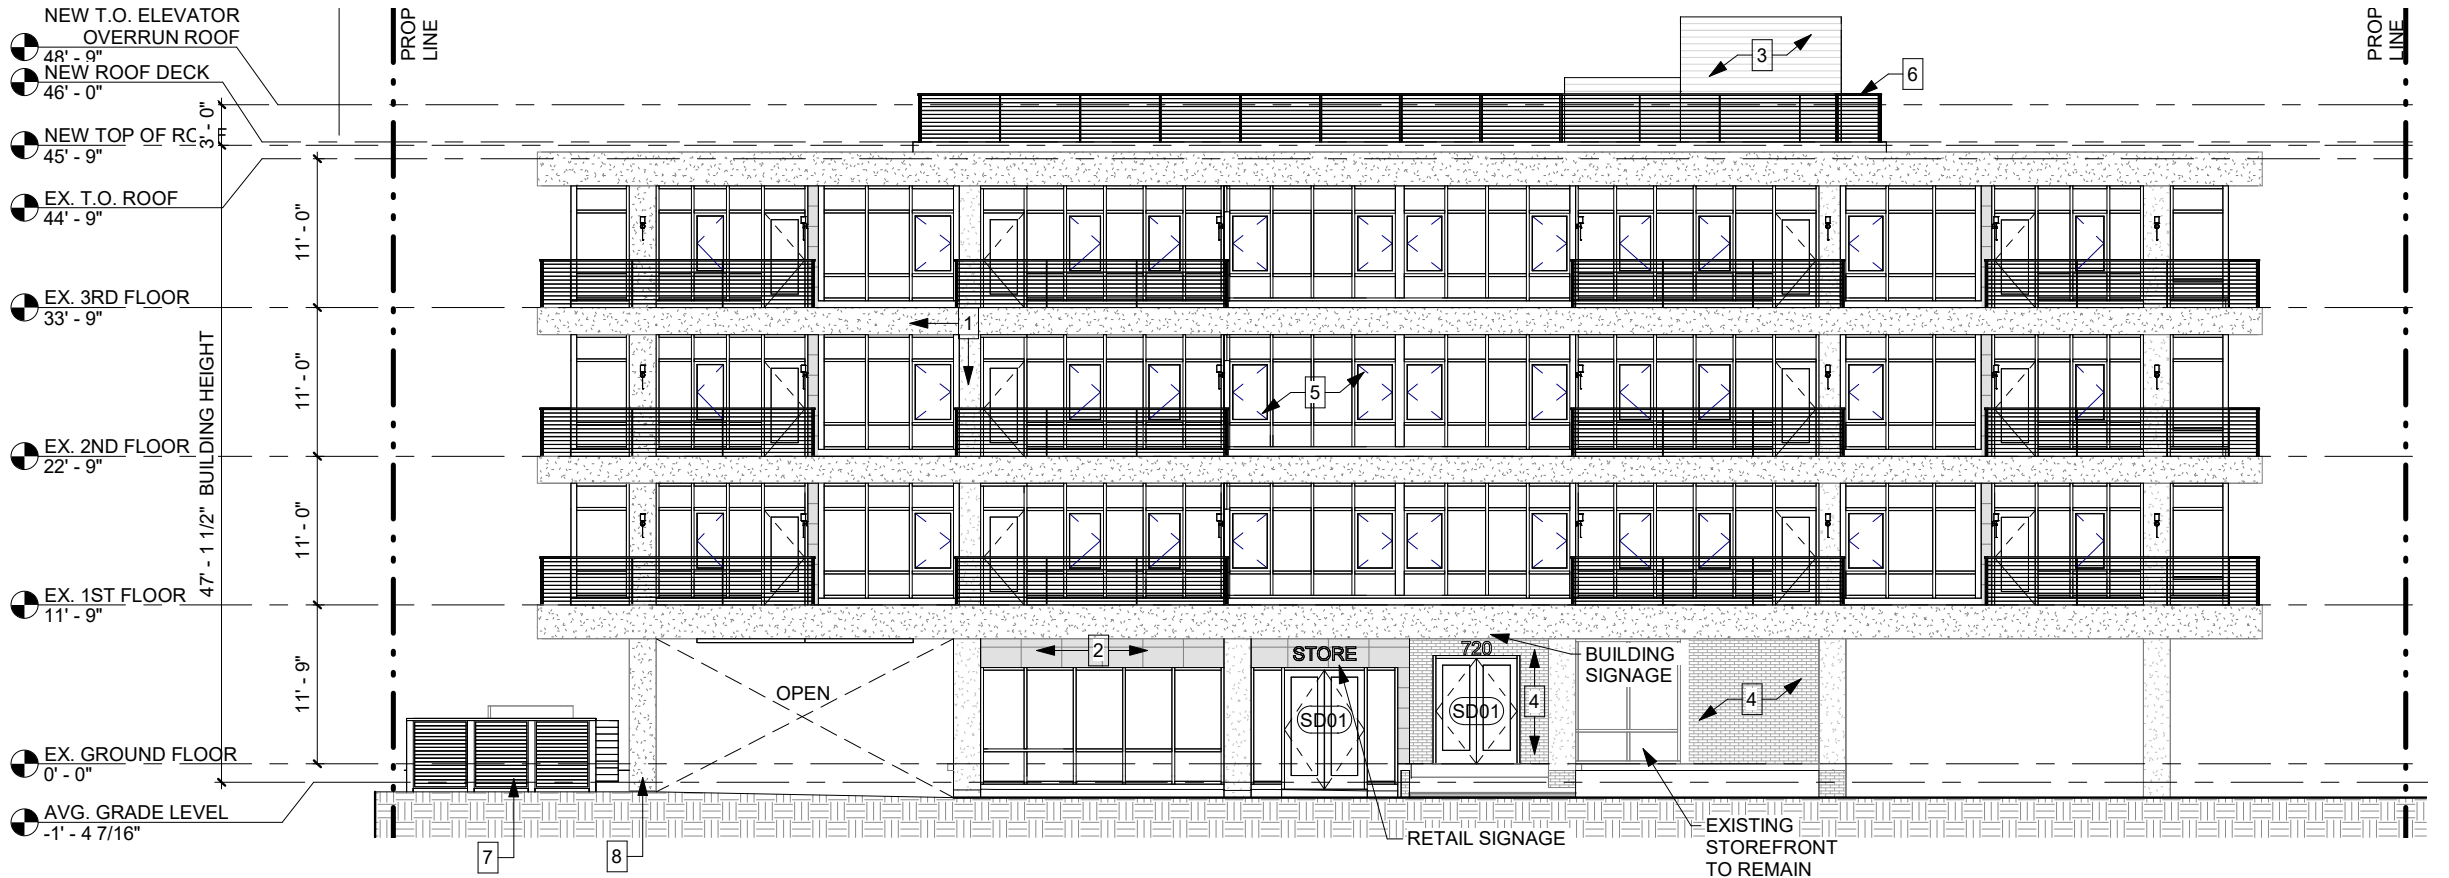 NEW T.O. ELEVATOR
OVERRUN ROOF
48' - 9"
NEW ROOF DECK
46' - 0"
NEW TOP OF ROOF
45' - 9"
EX. T.O. ROOF
44' - 9"
EX. 3RD FLOOR
33' - 9"
EX. 2ND FLOOR
22' - 9"
EX. 1ST FLOOR
11' - 9"
EX. GROUND FLOOR
0' - 0"
AVG. GRADE LEVEL
-1' - 4 7/16"
3' - 0"
47' - 1 1/2" BUILDING HEIGHT
11' - 0"
11' - 0"
11' - 0"
11' - 9"
PROP
LINE
PROP
LINE
3
6
1
5
2
STORE
720
BUILDING
SIGNAGE
OPEN
SD01
SD01
4
4
7
8
RETAIL SIGNAGE
EXISTING
STOREFRONT
TO REMAIN